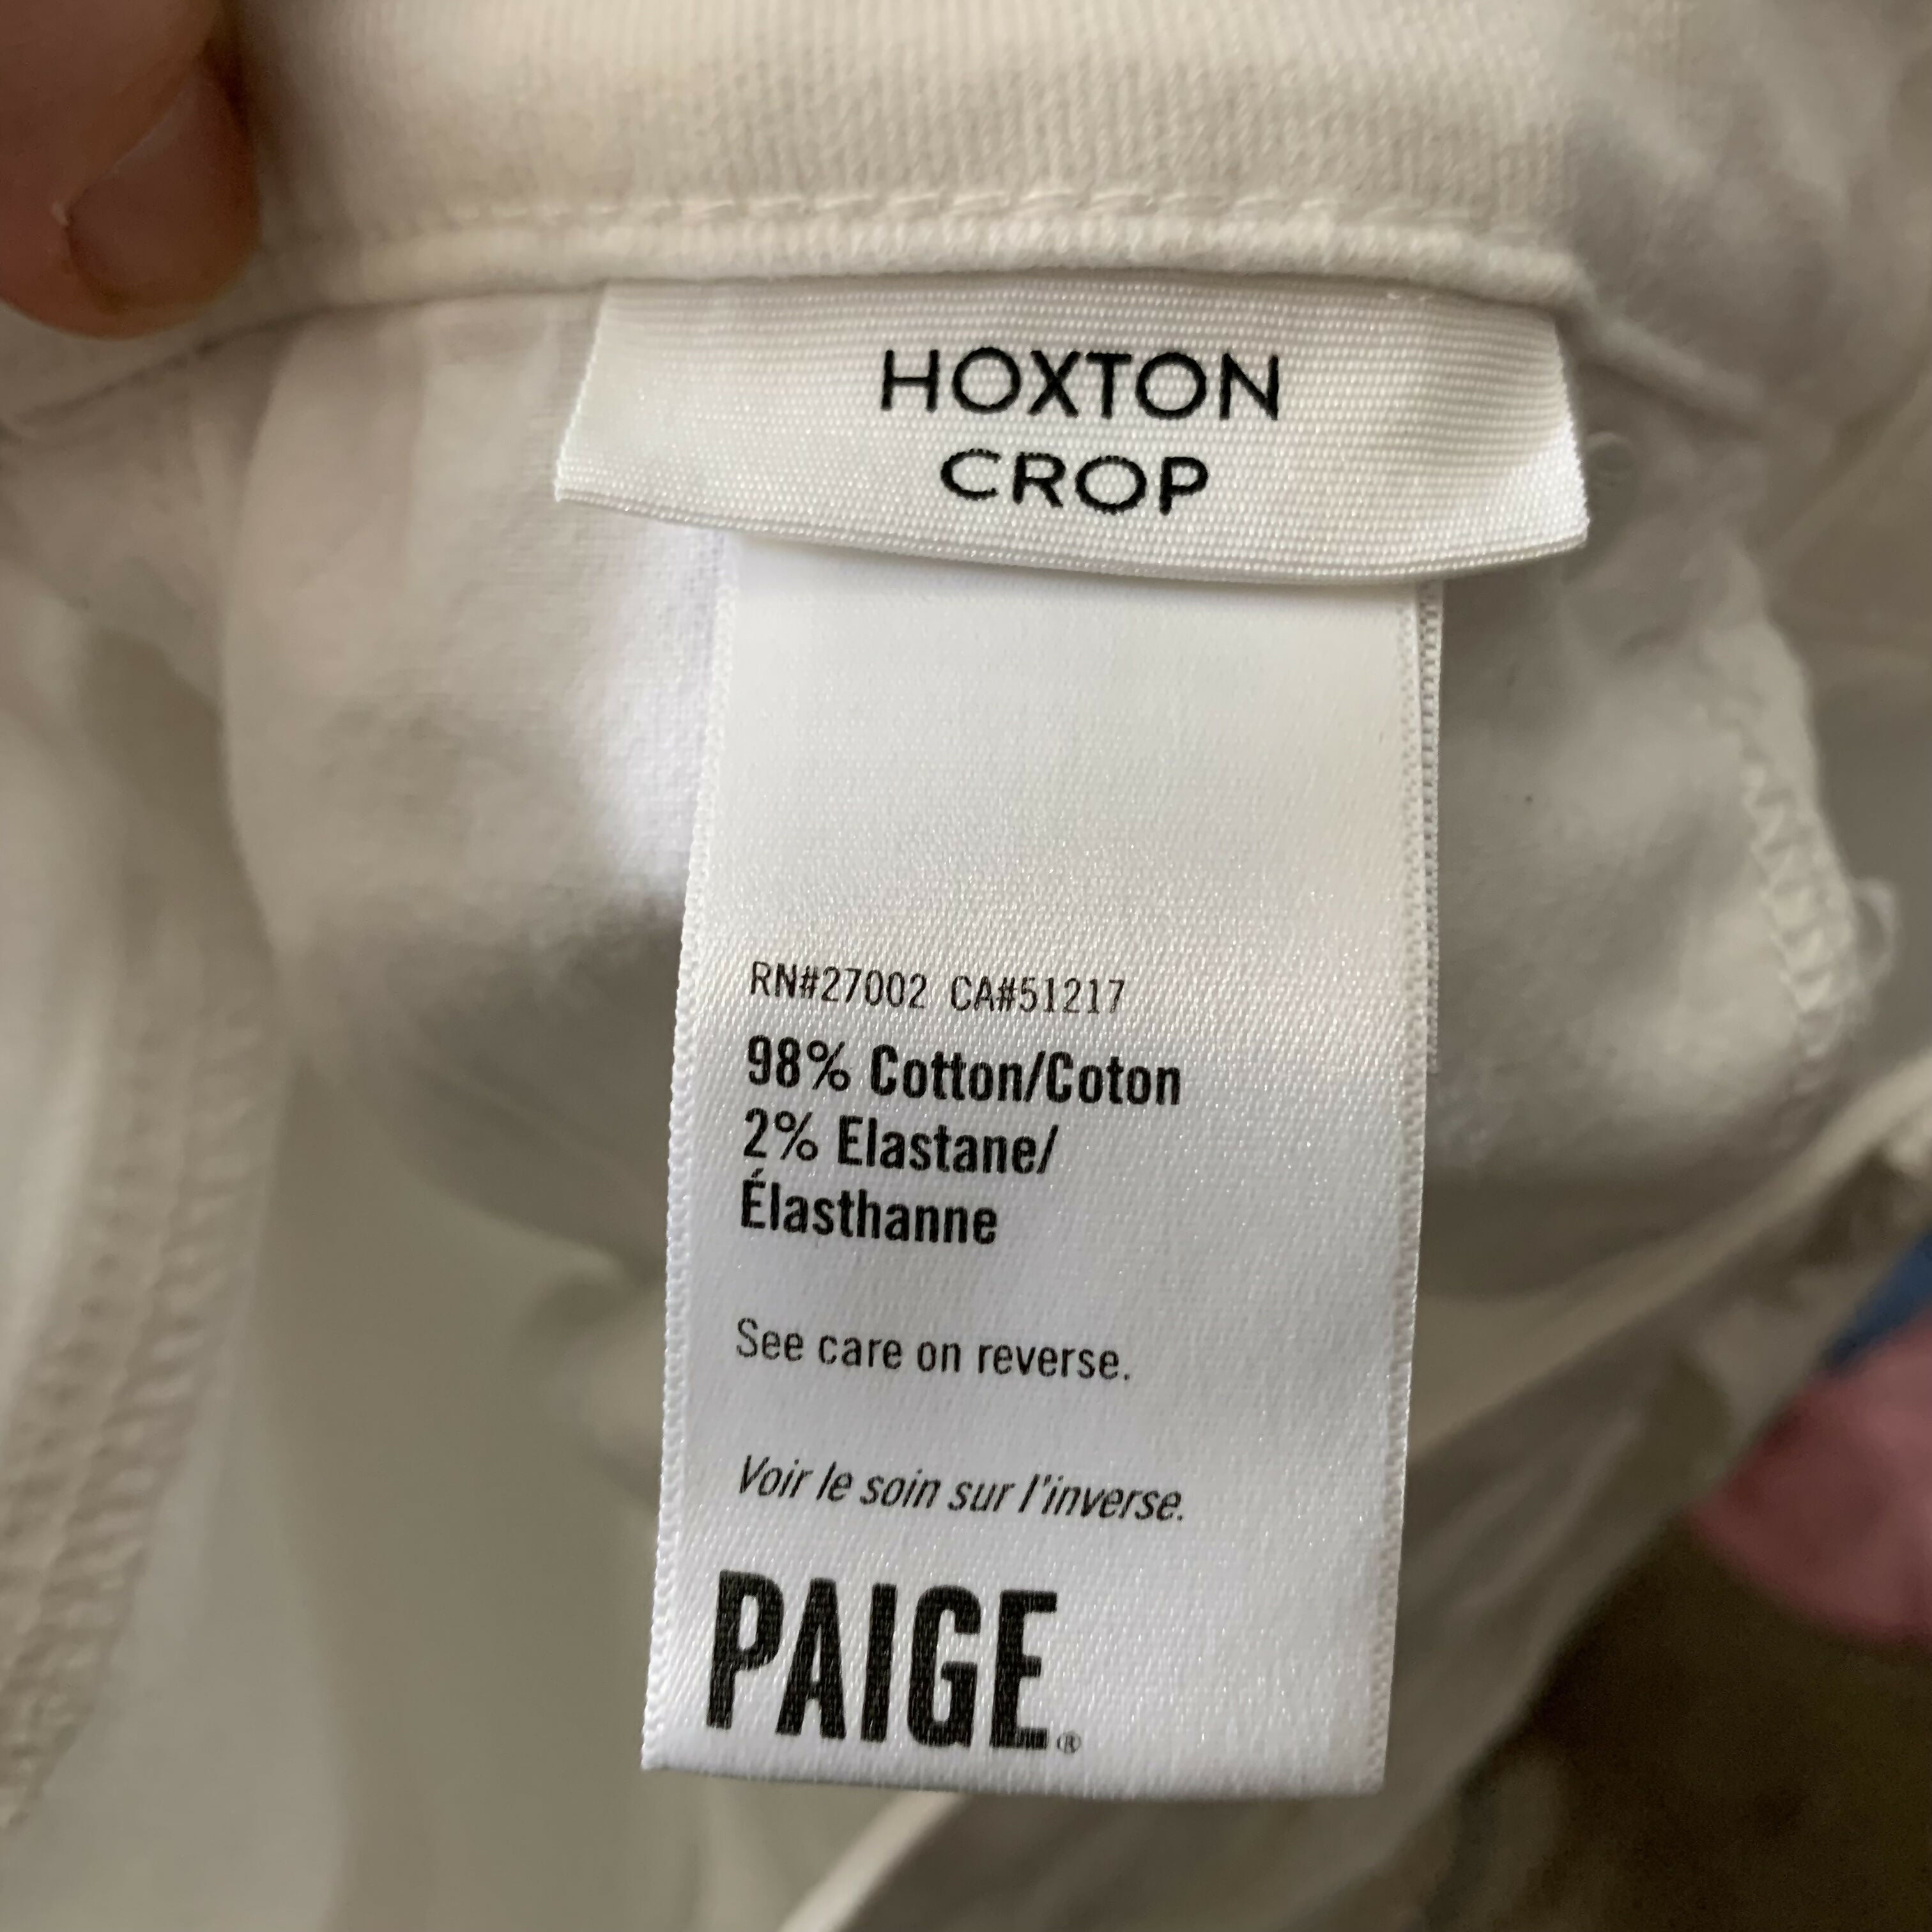 HOXTON
CROP
RN#27002 CA#51217
98% Cotton/Coton
2% Elastane/
Élasthanne
See care on reverse.
Voir le soin sur l'inverse.
PAIGE®